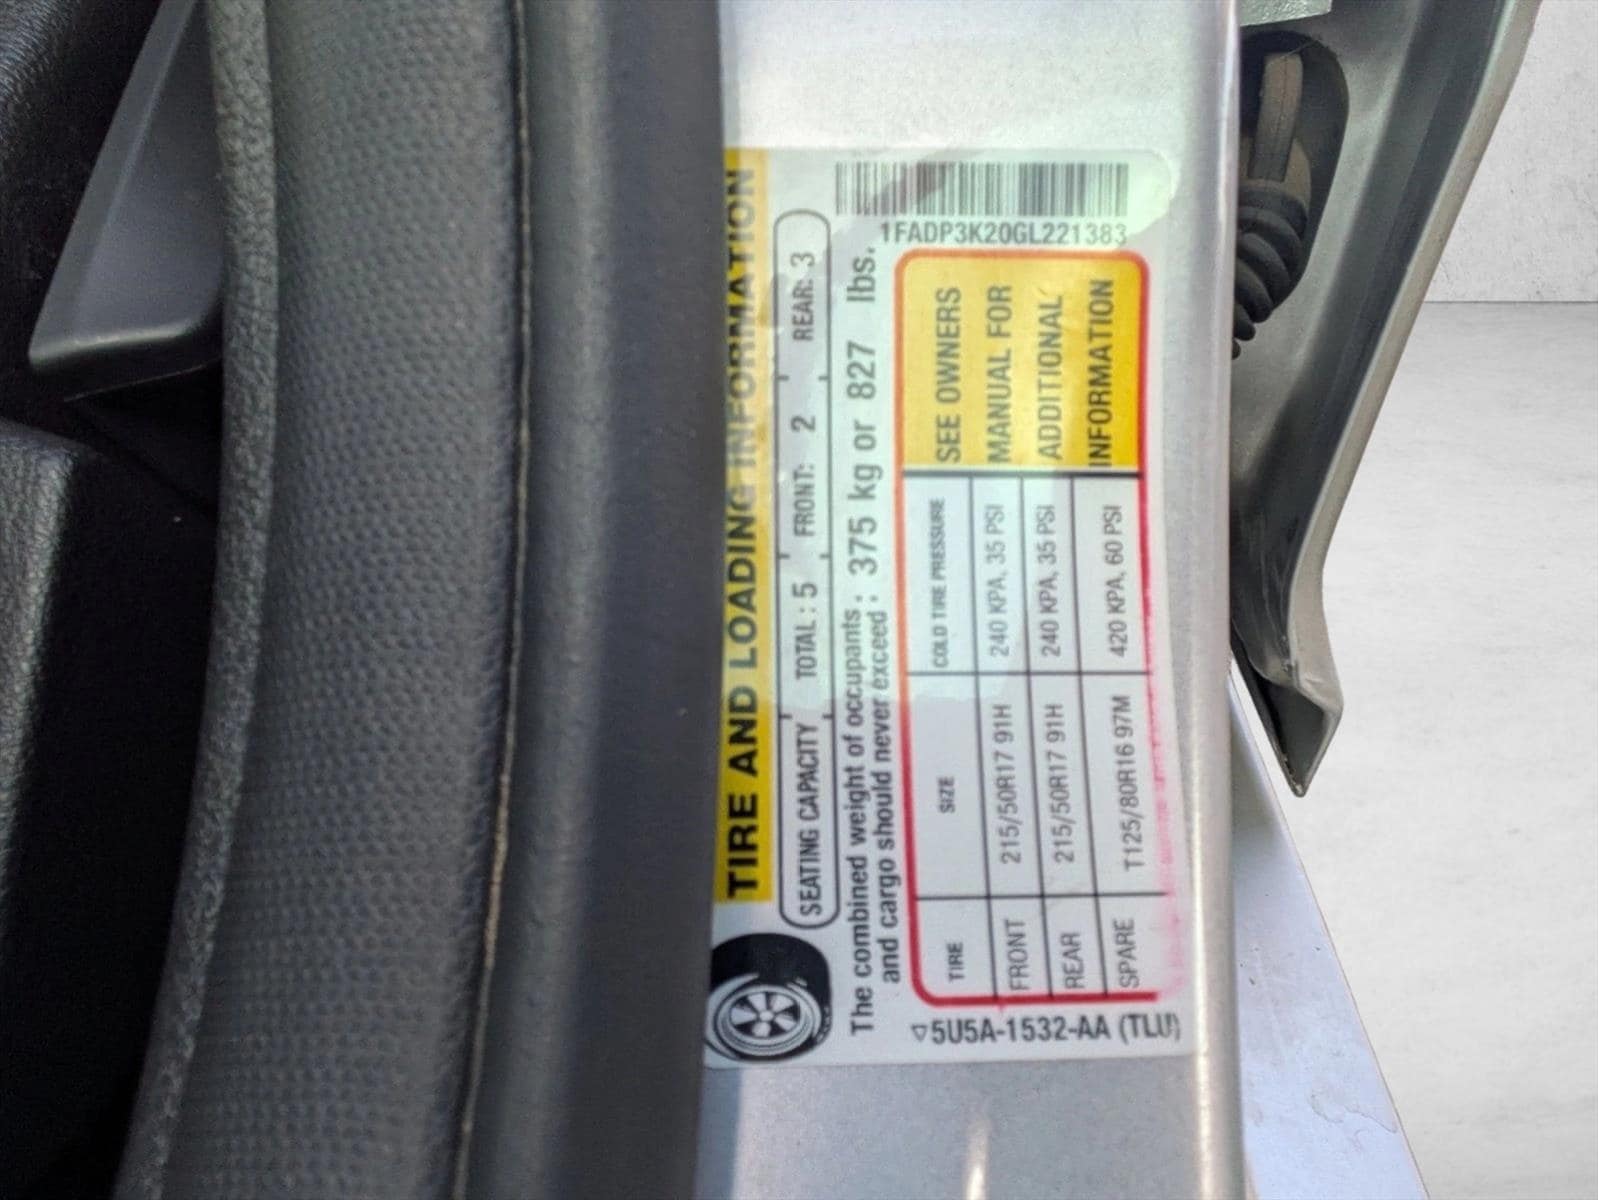 TIRE AND LOADING INFORMATION
SEATING CAPACITY TOTAL : 5 FRONT: 2 REAR: 3
The combined weight of occupants
and cargo should never exceed : 375 kg or 827 lbs.
1FADP3K20GL221383
TIRE SIZE COLD TIRE PRESSURE
FRONT 215/50R17 91H 240 KPA, 35 PSI
REAR 215/50R17 91H 240 KPA, 35 PSI
SPARE T125/80R16 97M 420 KPA, 60 PSI
SEE OWNERS
MANUAL FOR
ADDITIONAL
INFORMATION
5U5A-1532-AA (TLU)